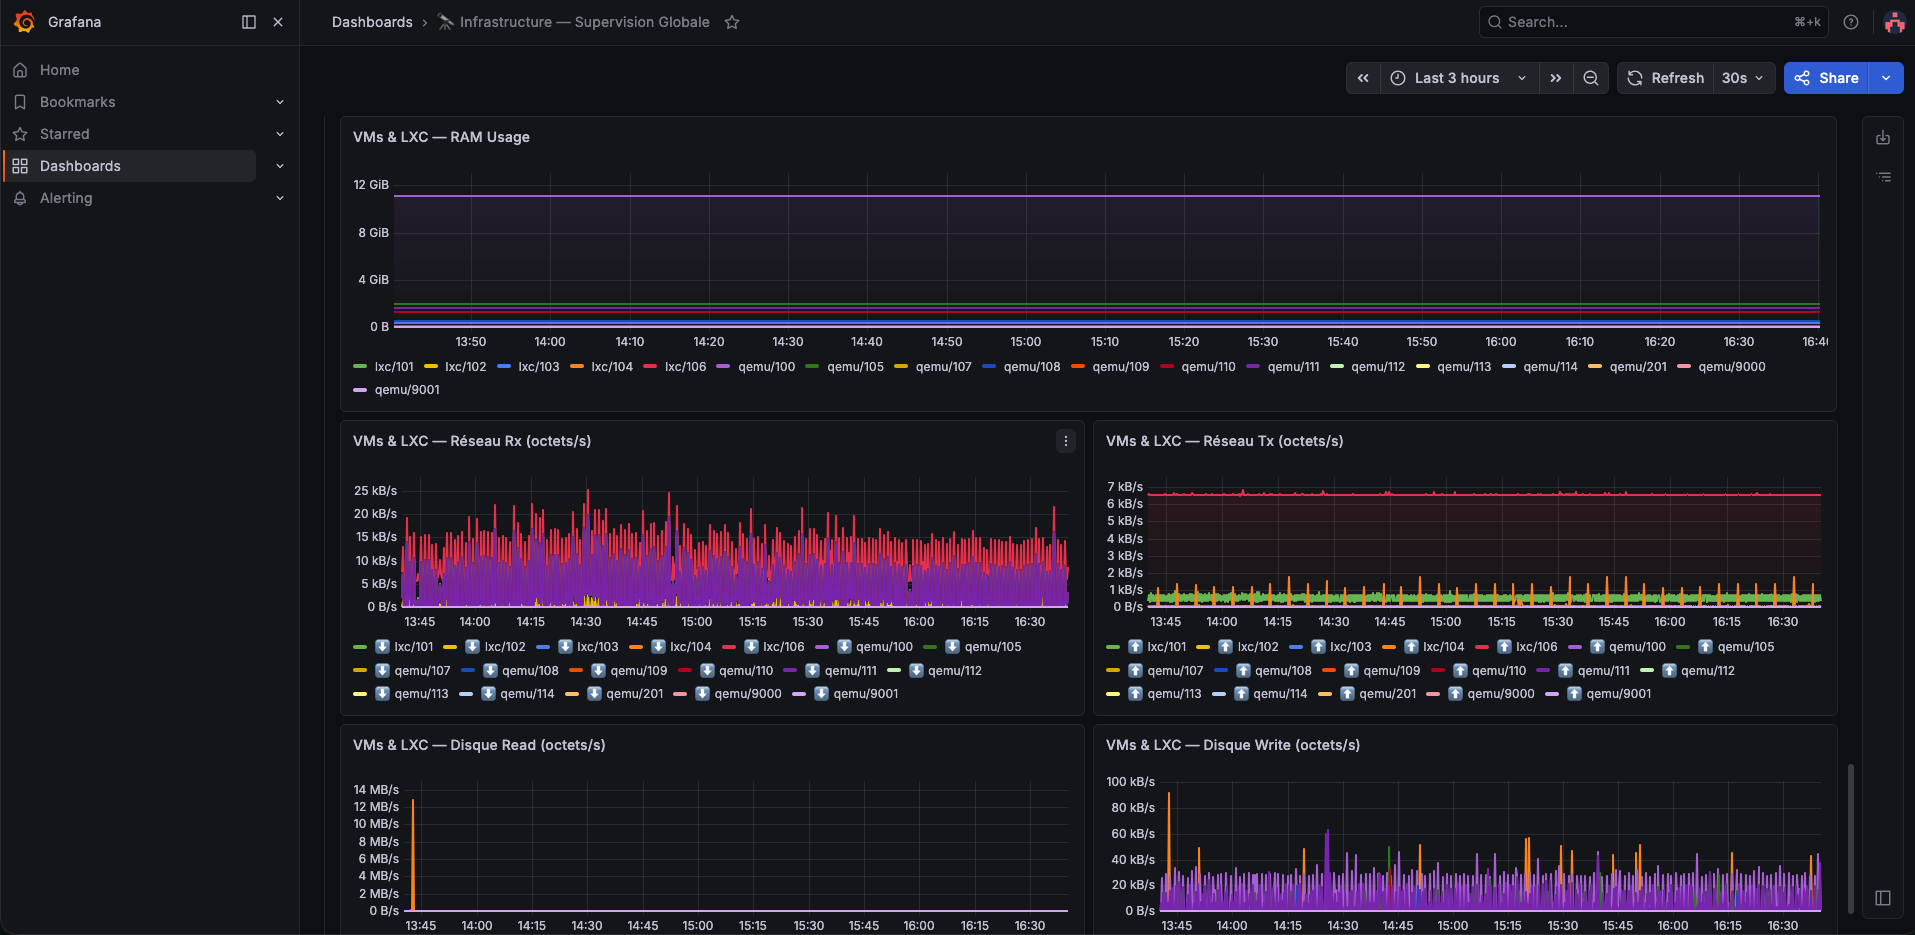 Grafana
Dashboards › Infrastructure — Supervision Globale
Search... ⌘+k
Home
Bookmarks
Starred
Dashboards
Alerting
Last 3 hours
Refresh 30s
Share
VMs & LXC — RAM Usage
12 GiB
8 GiB
4 GiB
0 B
13:50 14:00 14:10 14:20 14:30 14:40 14:50 15:00 15:10 15:20 15:30 15:40 15:50 16:00 16:10 16:20 16:30
lxc/101 lxc/102 lxc/103 lxc/104 lxc/106 qemu/100 qemu/105 qemu/107 qemu/108 qemu/109 qemu/110 qemu/111 qemu/112 qemu/113 qemu/114 qemu/201 qemu/9000
qemu/9001
VMs & LXC — Réseau Rx (octets/s)
25 kB/s
20 kB/s
15 kB/s
10 kB/s
5 kB/s
0 B/s
13:45 14:00 14:15 14:30 14:45 15:00 15:15 15:30 15:45 16:00 16:15 16:30
⬇️ lxc/101 ⬇️ lxc/102 ⬇️ lxc/103 ⬇️ lxc/104 ⬇️ lxc/106 ⬇️ qemu/100 ⬇️ qemu/105
⬇️ qemu/107 ⬇️ qemu/108 ⬇️ qemu/109 ⬇️ qemu/110 ⬇️ qemu/111 ⬇️ qemu/112
⬇️ qemu/113 ⬇️ qemu/114 ⬇️ qemu/201 ⬇️ qemu/9000 ⬇️ qemu/9001
VMs & LXC — Réseau Tx (octets/s)
7 kB/s
6 kB/s
5 kB/s
4 kB/s
3 kB/s
2 kB/s
1 kB/s
0 B/s
13:45 14:00 14:15 14:30 14:45 15:00 15:15 15:30 15:45 16:00 16:15 16:30
⬆️ lxc/101 ⬆️ lxc/102 ⬆️ lxc/103 ⬆️ lxc/104 ⬆️ lxc/106 ⬆️ qemu/100 ⬆️ qemu/105
⬆️ qemu/107 ⬆️ qemu/108 ⬆️ qemu/109 ⬆️ qemu/110 ⬆️ qemu/111 ⬆️ qemu/112
⬆️ qemu/113 ⬆️ qemu/114 ⬆️ qemu/201 ⬆️ qemu/9000 ⬆️ qemu/9001
VMs & LXC — Disque Read (octets/s)
14 MB/s
12 MB/s
10 MB/s
8 MB/s
6 MB/s
4 MB/s
2 MB/s
0 B/s
13:45 14:00 14:15 14:30 14:45 15:00 15:15 15:30 15:45 16:00 16:15 16:30
VMs & LXC — Disque Write (octets/s)
100 kB/s
80 kB/s
60 kB/s
40 kB/s
20 kB/s
0 B/s
13:45 14:00 14:15 14:30 14:45 15:00 15:15 15:30 15:45 16:00 16:15 16:30